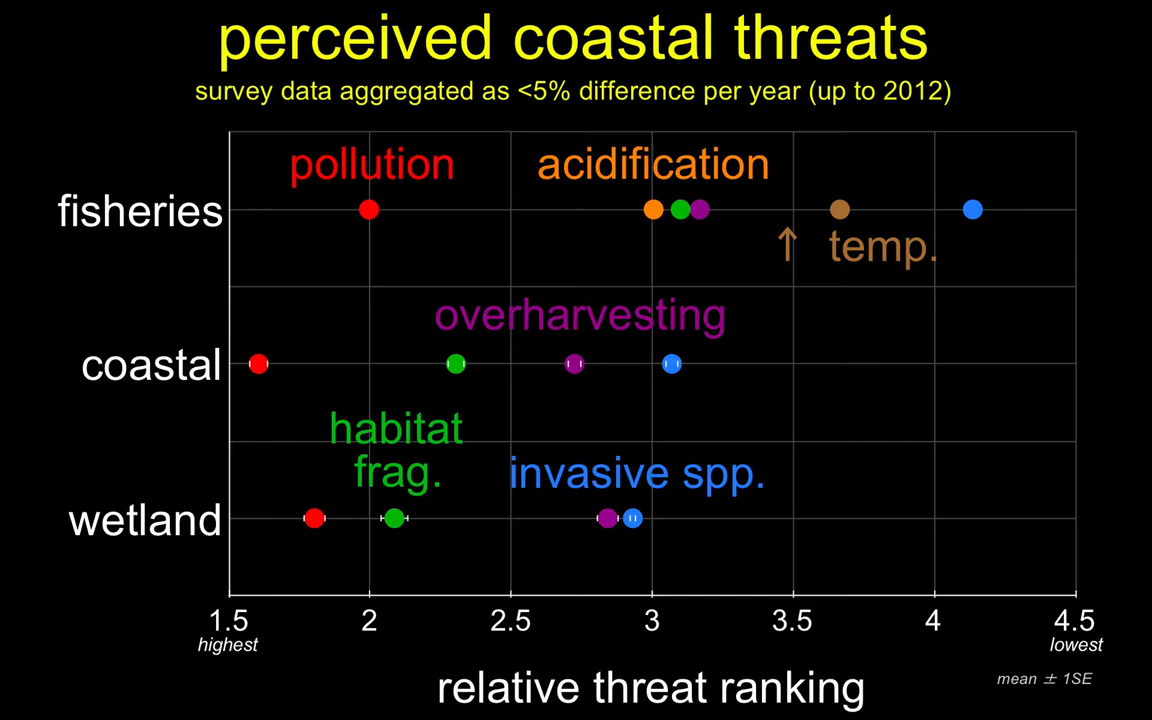 perceived coastal threats
survey data aggregated as <5% difference per year (up to 2012)
pollution
acidification
fisheries
↑ temp.
overharvesting
coastal
habitat
frag.
invasive spp.
wetland
1.5 2 2.5 3 3.5 4 4.5
highest lowest
relative threat ranking
mean ± 1SE